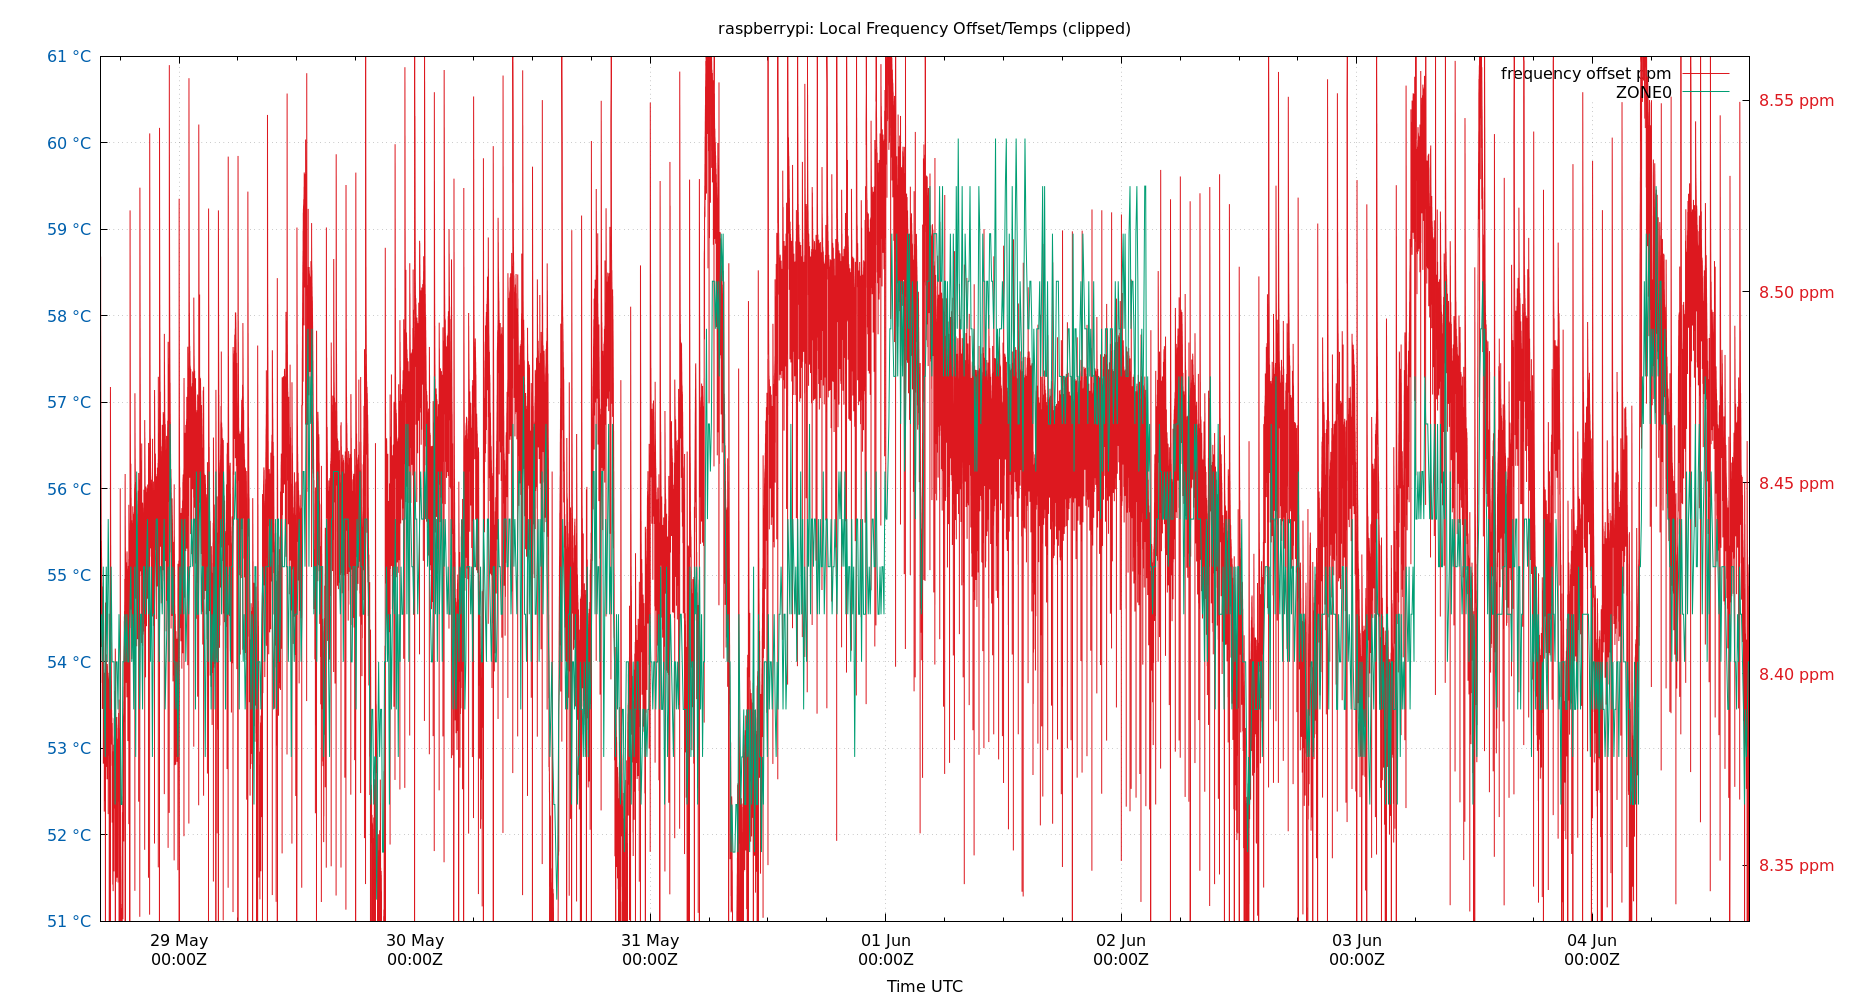 raspberrypi: Local Frequency Offset/Temps (clipped)
61 °C
60 °C
59 °C
58 °C
57 °C
56 °C
55 °C
54 °C
53 °C
52 °C
51 °C
frequency offset ppm
ZONE0
8.55 ppm
8.50 ppm
8.45 ppm
8.40 ppm
8.35 ppm
29 May 30 May 31 May 01 Jun 02 Jun 03 Jun 04 Jun
00:00Z 00:00Z 00:00Z 00:00Z 00:00Z 00:00Z 00:00Z
Time UTC